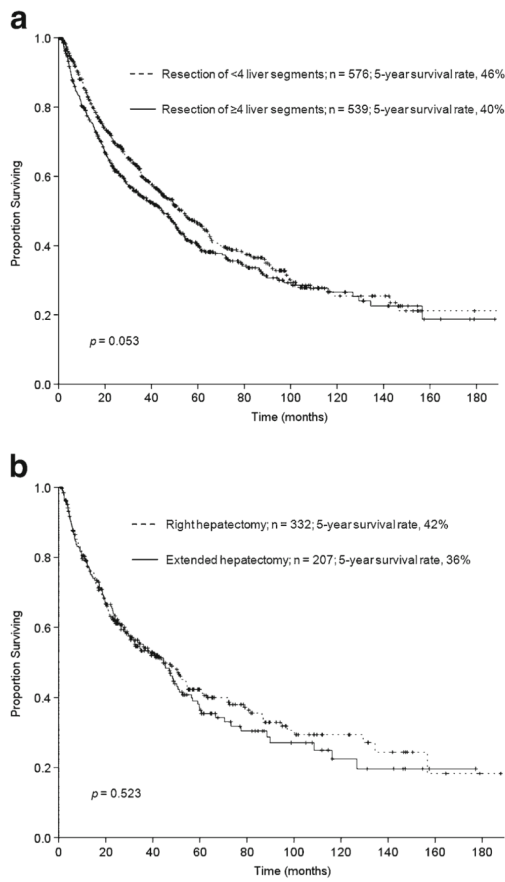 a
1.0
Resection of <4 liver segments; n = 576; 5-year survival rate, 46%
0.8
Resection of ≥4 liver segments; n = 539; 5-year survival rate, 40%
Proportion Surviving
0.6
0.4
0.2
p = 0.053
0.0
0 20 40 60 80 100 120 140 160 180
Time (months)
b
1.0
Right hepatectomy; n = 332; 5-year survival rate, 42%
0.8
Extended hepatectomy; n = 207; 5-year survival rate, 36%
Proportion Surviving
0.6
0.4
0.2
p = 0.523
0.0
0 20 40 60 80 100 120 140 160 180
Time (months)